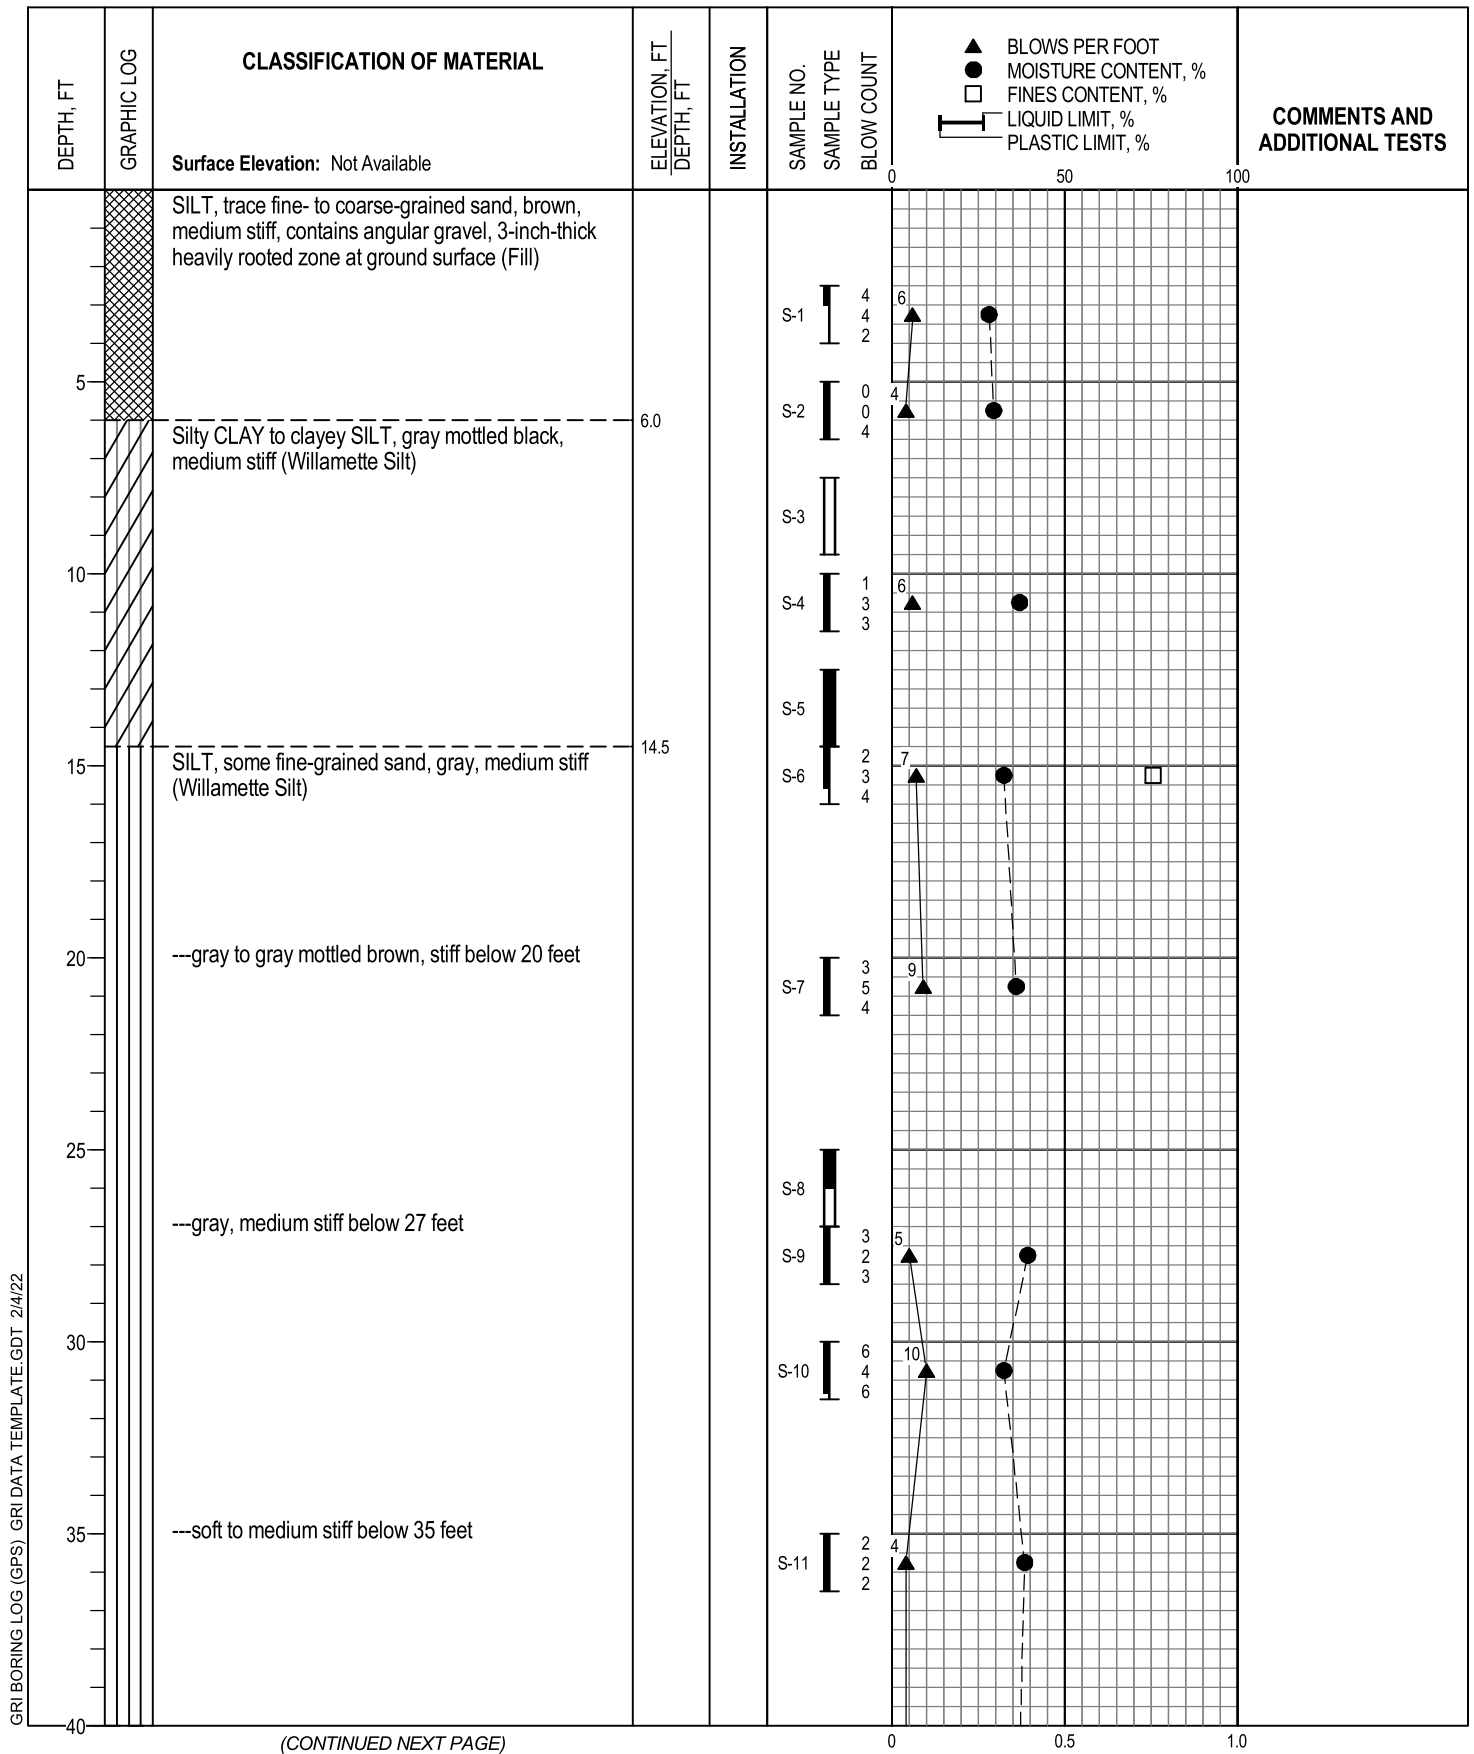 DEPTH, FT
GRAPHIC LOG
CLASSIFICATION OF MATERIAL
Surface Elevation: Not Available
ELEVATION, FT
DEPTH, FT
INSTALLATION
SAMPLE NO.
SAMPLE TYPE
BLOW COUNT
BLOWS PER FOOT
MOISTURE CONTENT, %
FINES CONTENT, %
LIQUID LIMIT, %
PLASTIC LIMIT, %
0 50 100
COMMENTS AND
ADDITIONAL TESTS
SILT, trace fine- to coarse-grained sand, brown,
medium stiff, contains angular gravel, 3-inch-thick
heavily rooted zone at ground surface (Fill)
S-1
4
4
2
6
5
S-2
0
0
4
4
6.0
Silty CLAY to clayey SILT, gray mottled black,
medium stiff (Willamette Silt)
S-3
10
S-4
1
3
3
6
S-5
14.5
15
SILT, some fine-grained sand, gray, medium stiff
(Willamette Silt)
S-6
2
3
4
7
20
---gray to gray mottled brown, stiff below 20 feet
S-7
3
5
4
9
25
S-8
---gray, medium stiff below 27 feet
S-9
3
2
3
5
30
S-10
6
4
6
10
35
---soft to medium stiff below 35 feet
S-11
2
2
2
4
40
(CONTINUED NEXT PAGE)
0 0.5 1.0
GRI BORING LOG (GPS) GRI DATA TEMPLATE.GDT 2/4/22